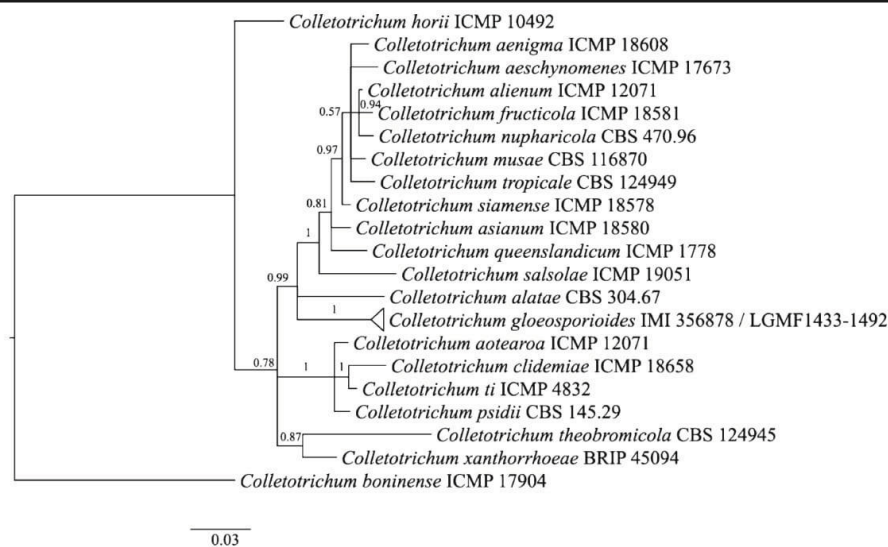 Colletotrichum horii ICMP 10492
Colletotrichum aenigma ICMP 18608
Colletotrichum aeschynomenes ICMP 17673
Colletotrichum alienum ICMP 12071
0.94
0.57
Colletotrichum fructicola ICMP 18581
Colletotrichum nupharicola CBS 470.96
0.97
Colletotrichum musae CBS 116870
Colletotrichum tropicale CBS 124949
0.81
Colletotrichum siamense ICMP 18578
Colletotrichum asianum ICMP 18580
1
Colletotrichum queenslandicum ICMP 1778
Colletotrichum salsolae ICMP 19051
0.99
Colletotrichum alatae CBS 304.67
1
Colletotrichum gloeosporioides IMI 356878 / LGMF1433-1492
Colletotrichum aotearoa ICMP 12071
0.78
1
1
Colletotrichum clidemiae ICMP 18658
Colletotrichum ti ICMP 4832
Colletotrichum psidii CBS 145.29
0.87
Colletotrichum theobromicola CBS 124945
Colletotrichum xanthorrhoeae BRIP 45094
Colletotrichum boninense ICMP 17904
0.03